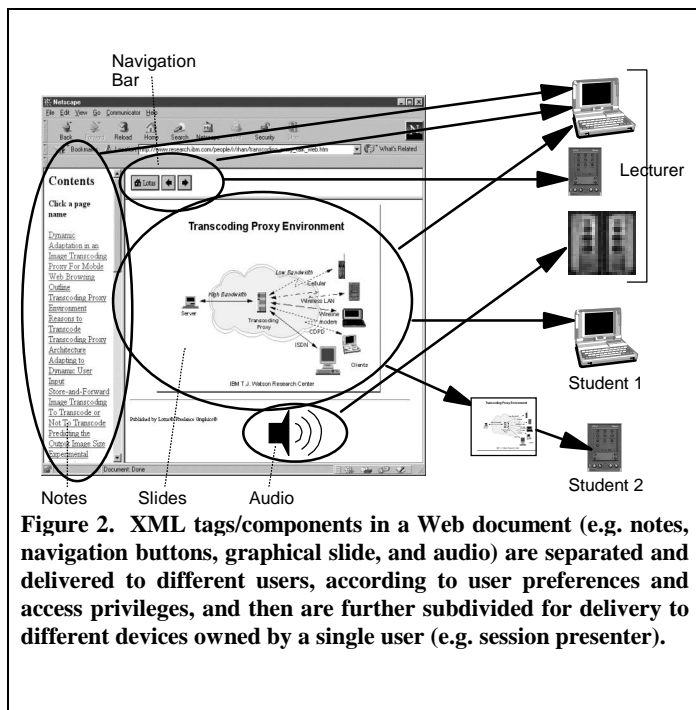 Navigation
Bar
Netscape
File Edit View Go Communicator Help
Back Forward Reload Home Search Netscape Security
What's Related
Contents
Click a page
name
Dynamic
Adaptation in an
Image Transcoding
Proxy For Mobile
Web Browsing
Outline
Transcoding Proxy
Environment
Reasons to
Transcode
Transcoding Proxy
Architecture
Adapting to
Dynamic User
Input
Store-and-Forward
Image Transcoding
To Transcode or
Not To Transcode
Predicting the
Output Image Size
Experimental
Lotus
Transcoding Proxy Environment
Low Bandwidth
Cellular
High Bandwidth
Wireless LAN
Server
Transcoding
Proxy
Wireline
modem
CDPD
ISDN
Clients
IBM T.J. Watson Research Center
Published by Lotus® Freelance Graphics®
Document: Done
Lecturer
Student 1
Transcoding Proxy Environment
Student 2
Notes
Slides
Audio
Figure 2. XML tags/components in a Web document (e.g. notes,
navigation buttons, graphical slide, and audio) are separated and
delivered to different users, according to user preferences and
access privileges, and then are further subdivided for delivery to
different devices owned by a single user (e.g. session presenter).